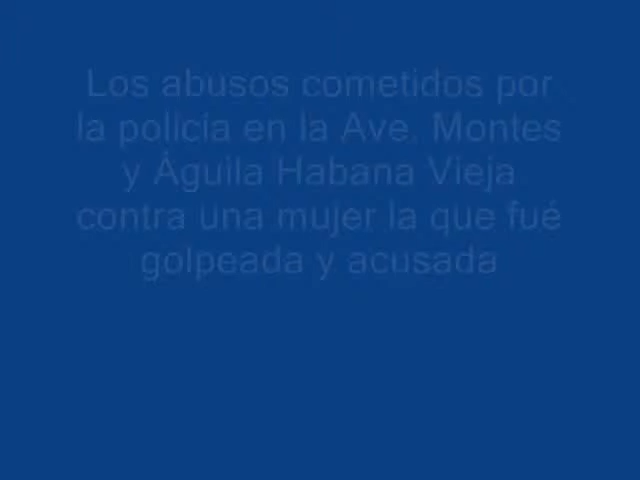 Los abusos cometidos por
la policía en la Ave. Montes
y Águila Habana Vieja
contra una mujer la que fué
golpeada y acusada